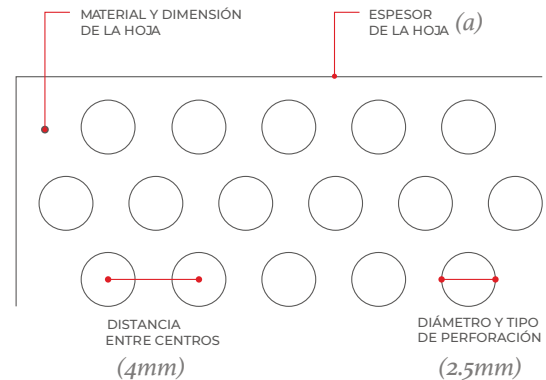 MATERIAL Y DIMENSIÓN
DE LA HOJA
ESPESOR
DE LA HOJA (a)
DISTANCIA
ENTRE CENTROS
(4mm)
DIÁMETRO Y TIPO
DE PERFORACIÓN
(2.5mm)